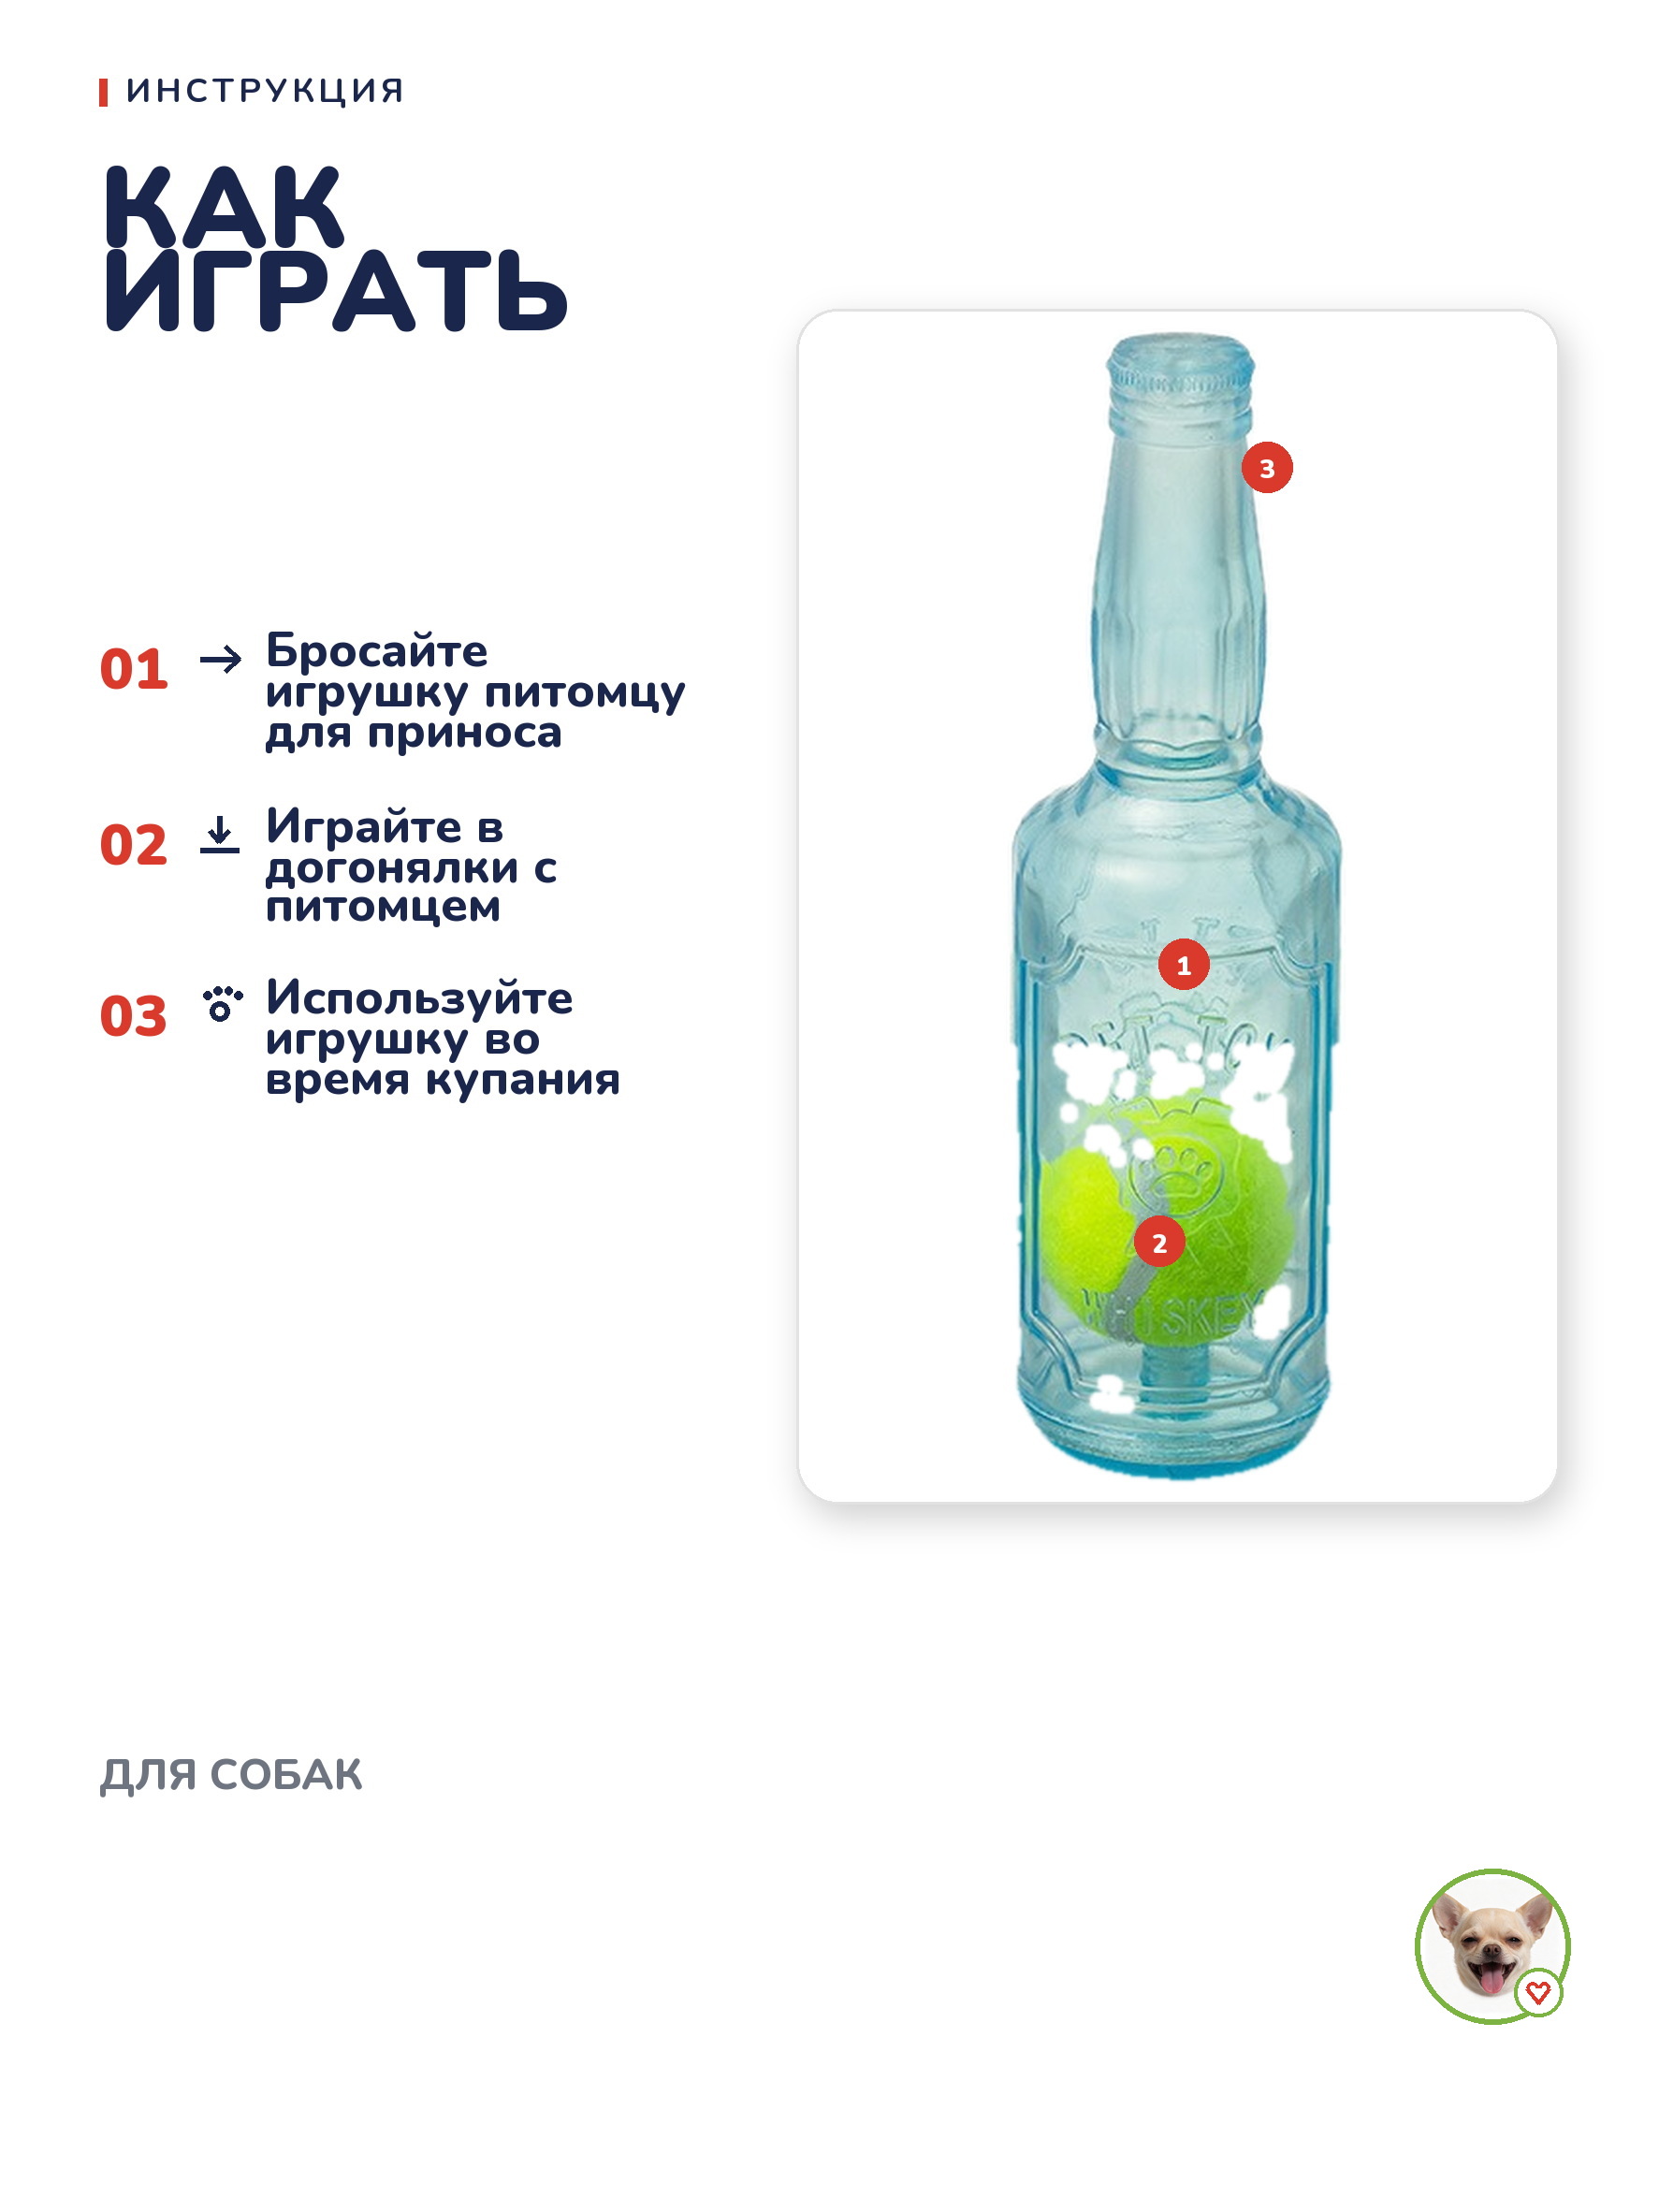 ИНСТРУКЦИЯ
КАК
ИГРАТЬ
01
Бросайте
игрушку питомцу
для приноса
02
Играйте в
догонялки с
питомцем
03
Используйте
игрушку во
время купания
3
1
2
WHISKEY
ДЛЯ СОБАК